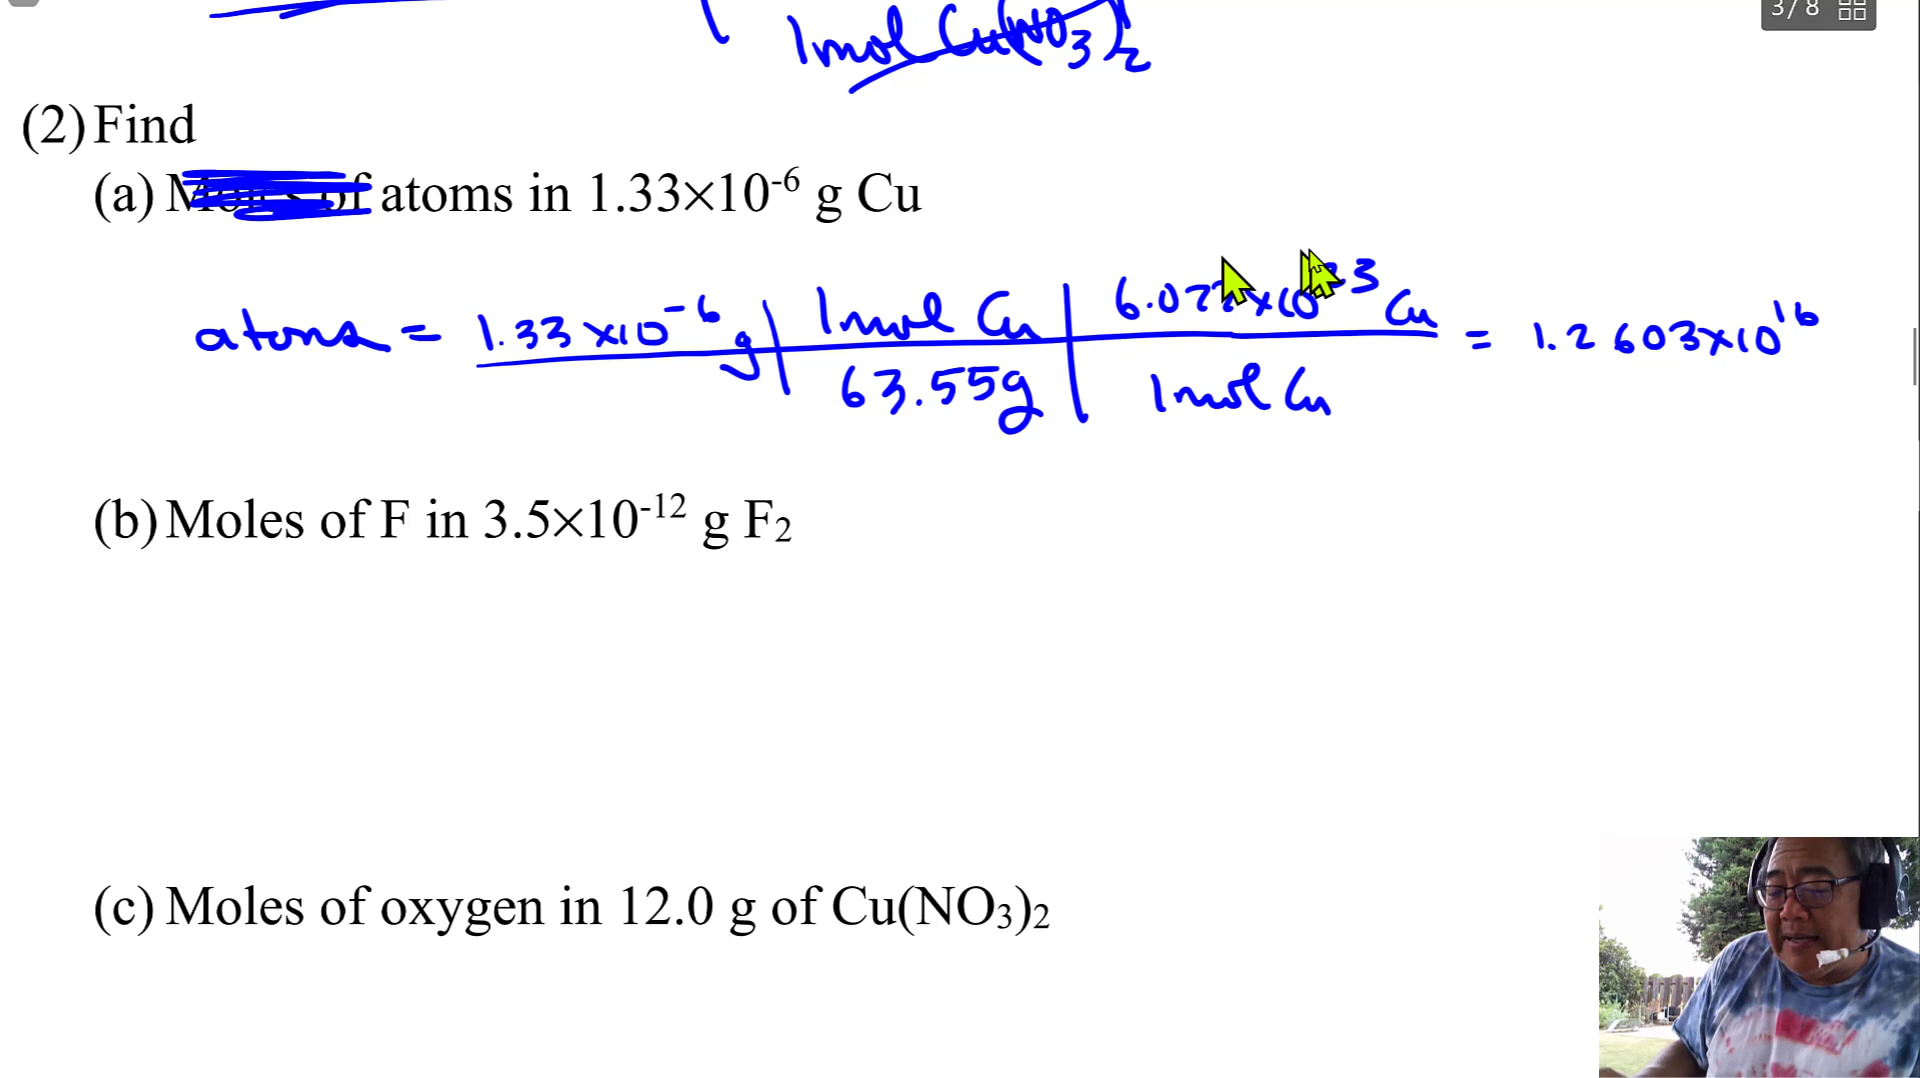 3/8
1mol Cu(NO3)2
(2) Find
(a) Moles of atoms in 1.33×10-6 g Cu
atoms = 1.33 ×10-6 g | 1mol Cu | 6.022×1023 Cu = 1.2603×1016
63.55g | 1mol Cu
(b) Moles of F in 3.5×10-12 g F2
(c) Moles of oxygen in 12.0 g of Cu(NO3)2